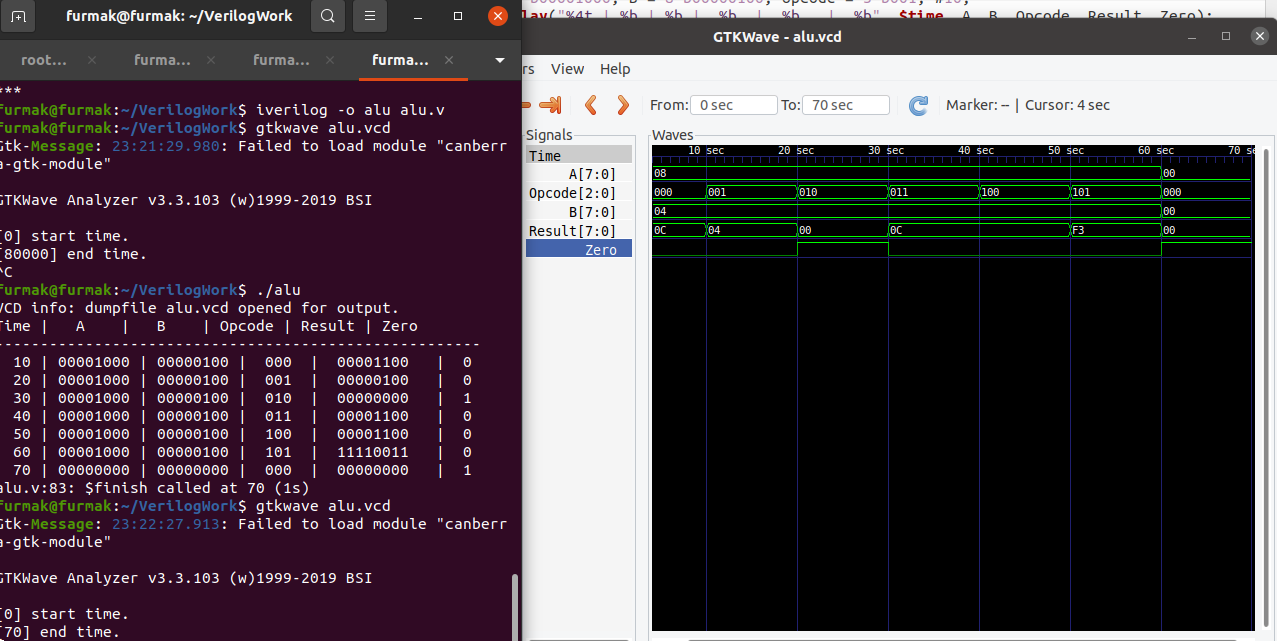 furmak@furmak: ~/VerilogWork
root...
furma...
furma...
furma...
***
furmak@furmak:~/VerilogWork$ iverilog -o alu alu.v
furmak@furmak:~/VerilogWork$ gtkwave alu.vcd
Gtk-Message: 23:21:29.980: Failed to load module "canberr
a-gtk-module"
GTKWave Analyzer v3.3.103 (w)1999-2019 BSI
[0] start time.
[80000] end time.
^C
furmak@furmak:~/VerilogWork$ ./alu
VCD info: dumpfile alu.vcd opened for output.
Time |   A    |   B    | Opcode | Result | Zero
------------------------------------------------------
10 | 00001000 | 00000100 |  000  |  00001100   |  0
20 | 00001000 | 00000100 |  001  |  00000100   |  0
30 | 00001000 | 00000100 |  010  |  00000000   |  1
40 | 00001000 | 00000100 |  011  |  00001100   |  0
50 | 00001000 | 00000100 |  100  |  00001100   |  0
60 | 00001000 | 00000100 |  101  |  11110011   |  0
70 | 00000000 | 00000000 |  000  |  00000000   |  1
alu.v:83: $finish called at 70 (1s)
furmak@furmak:~/VerilogWork$ gtkwave alu.vcd
Gtk-Message: 23:22:27.913: Failed to load module "canberr
a-gtk-module"
GTKWave Analyzer v3.3.103 (w)1999-2019 BSI
[0] start time.
[70] end time.
lay("%4t | %b | %b |  %b  |  %b   |  %b", $time, A, B, Opcode, Result, Zero);
GTKWave - alu.vcd
rs View Help
From: 0 sec To: 70 sec Marker: -- | Cursor: 4 sec
Signals
Time
A[7:0]
Opcode[2:0]
B[7:0]
Result[7:0]
Zero
Waves
10 sec 20 sec 30 sec 40 sec 50 sec 60 sec 70 se
08 00
000 001 010 011 100 101 000
04 00
0C 04 00 0C F3 00